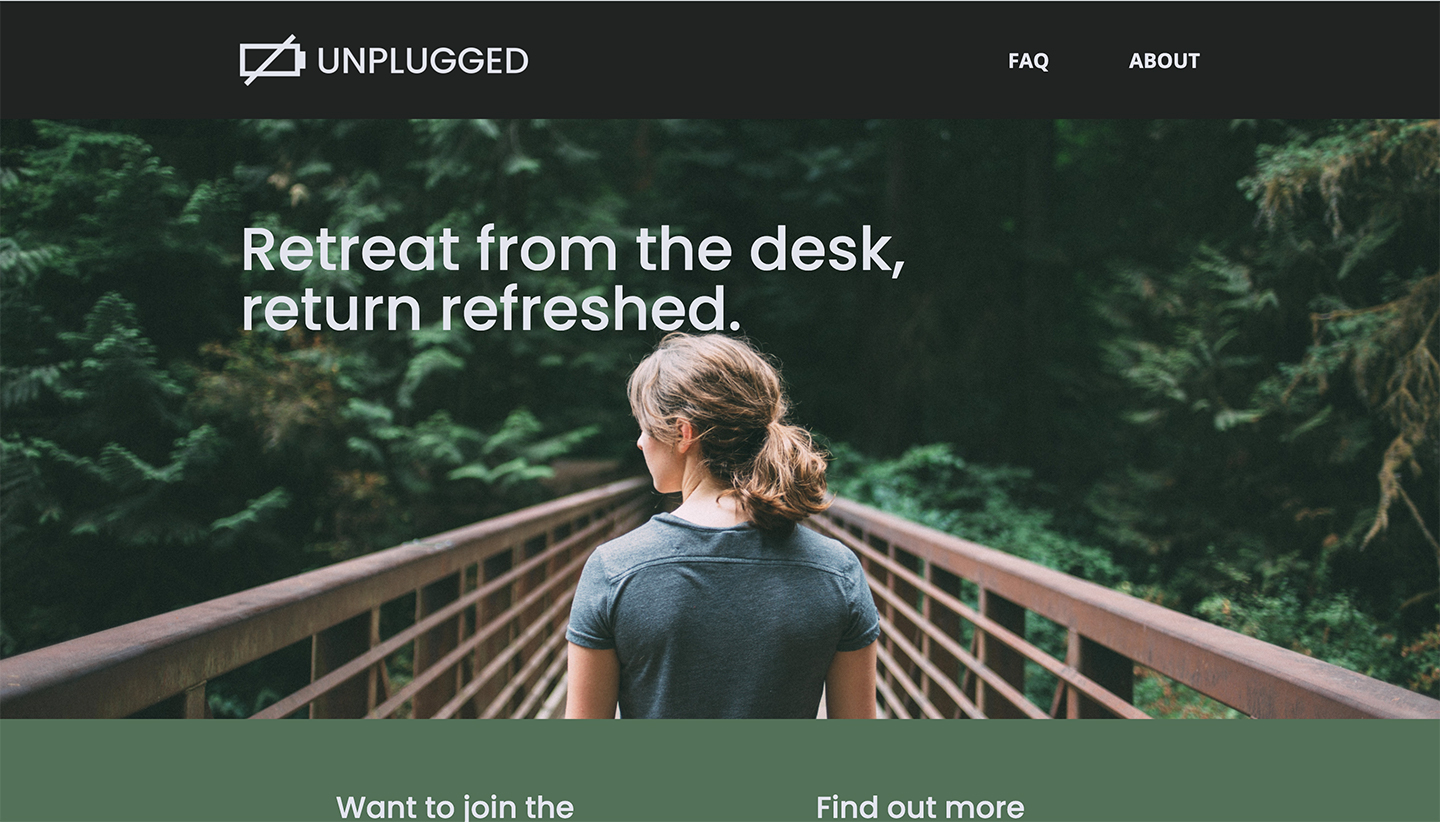 UNPLUGGED
FAQ
ABOUT
Retreat from the desk,
return refreshed.
Want to join the
Find out more